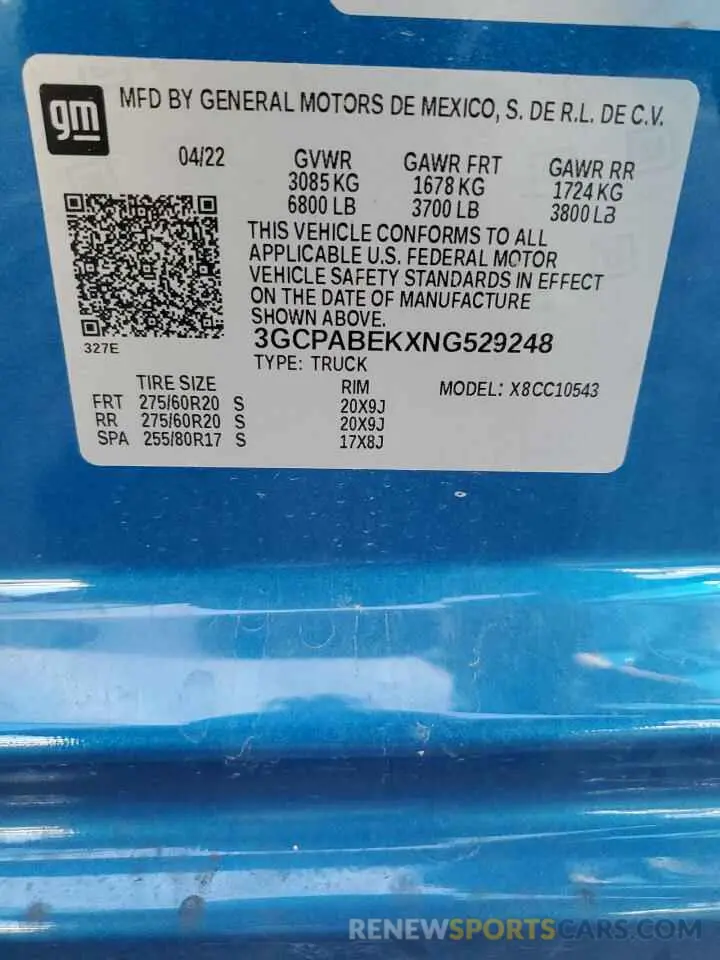 gm
MFD BY GENERAL MOTORS DE MEXICO, S. DE R.L. DE C.V.
04/22 GVWR GAWR FRT GAWR RR
3085 KG 1678 KG 1724 KG
6800 LB 3700 LB 3800 LB
THIS VEHICLE CONFORMS TO ALL
APPLICABLE U.S. FEDERAL MOTOR
VEHICLE SAFETY STANDARDS IN EFFECT
ON THE DATE OF MANUFACTURE
SHOWN ABOVE.
327E
3GCPABEKXNG529248
TYPE: TRUCK
TIRE SIZE RIM MODEL: X8CC10543
FRT 275/60R20 S 20X9J
RR 275/60R20 S 20X9J
SPA 255/80R17 S 17X8J
RENEWSPORTSCARS.COM